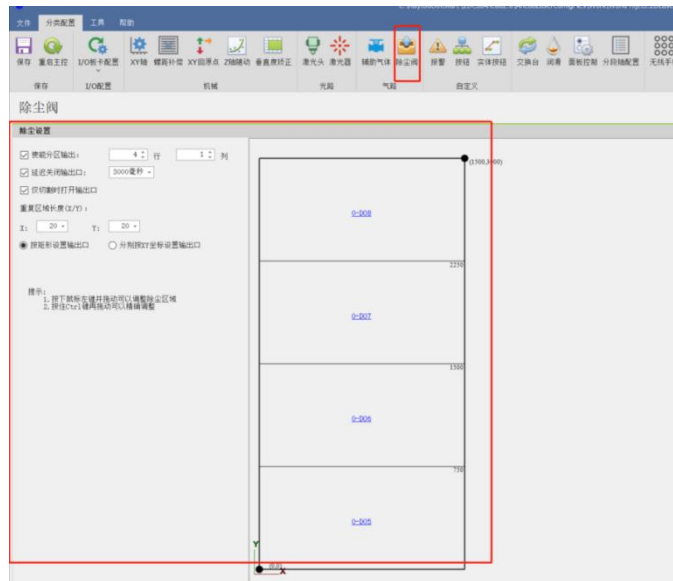 文件 分类配置 工具 帮助
保存 重启主控 I/O板卡配置 XY轴 螺距补偿 XY回原点 Z轴随动 垂直度矫正 激光头 激光器 辅助气体 除尘阀 报警 按钮 实体按钮 交换台 润滑 面板控制 分段轴配置 无线手
保存 I/O配置 机械 光路 气路 自定义
除尘阀
除尘设置
使能分区输出: 4 行 1 列
延迟关闭输出口: 2000毫秒
仅切割时打开输出口
重复区域长度(X/Y):
X: 20 Y: 20
按矩形设置输出口 分别按XY坐标设置输出口
提示:
1.按下鼠标左键并拖动可以调整除尘区域
2.按住Ctrl键再拖动可以精确调整
(1500,3000)
0-DO8
2250
0-DO7
1500
0-DO6
750
0-DO5
Y
(0,0)
X